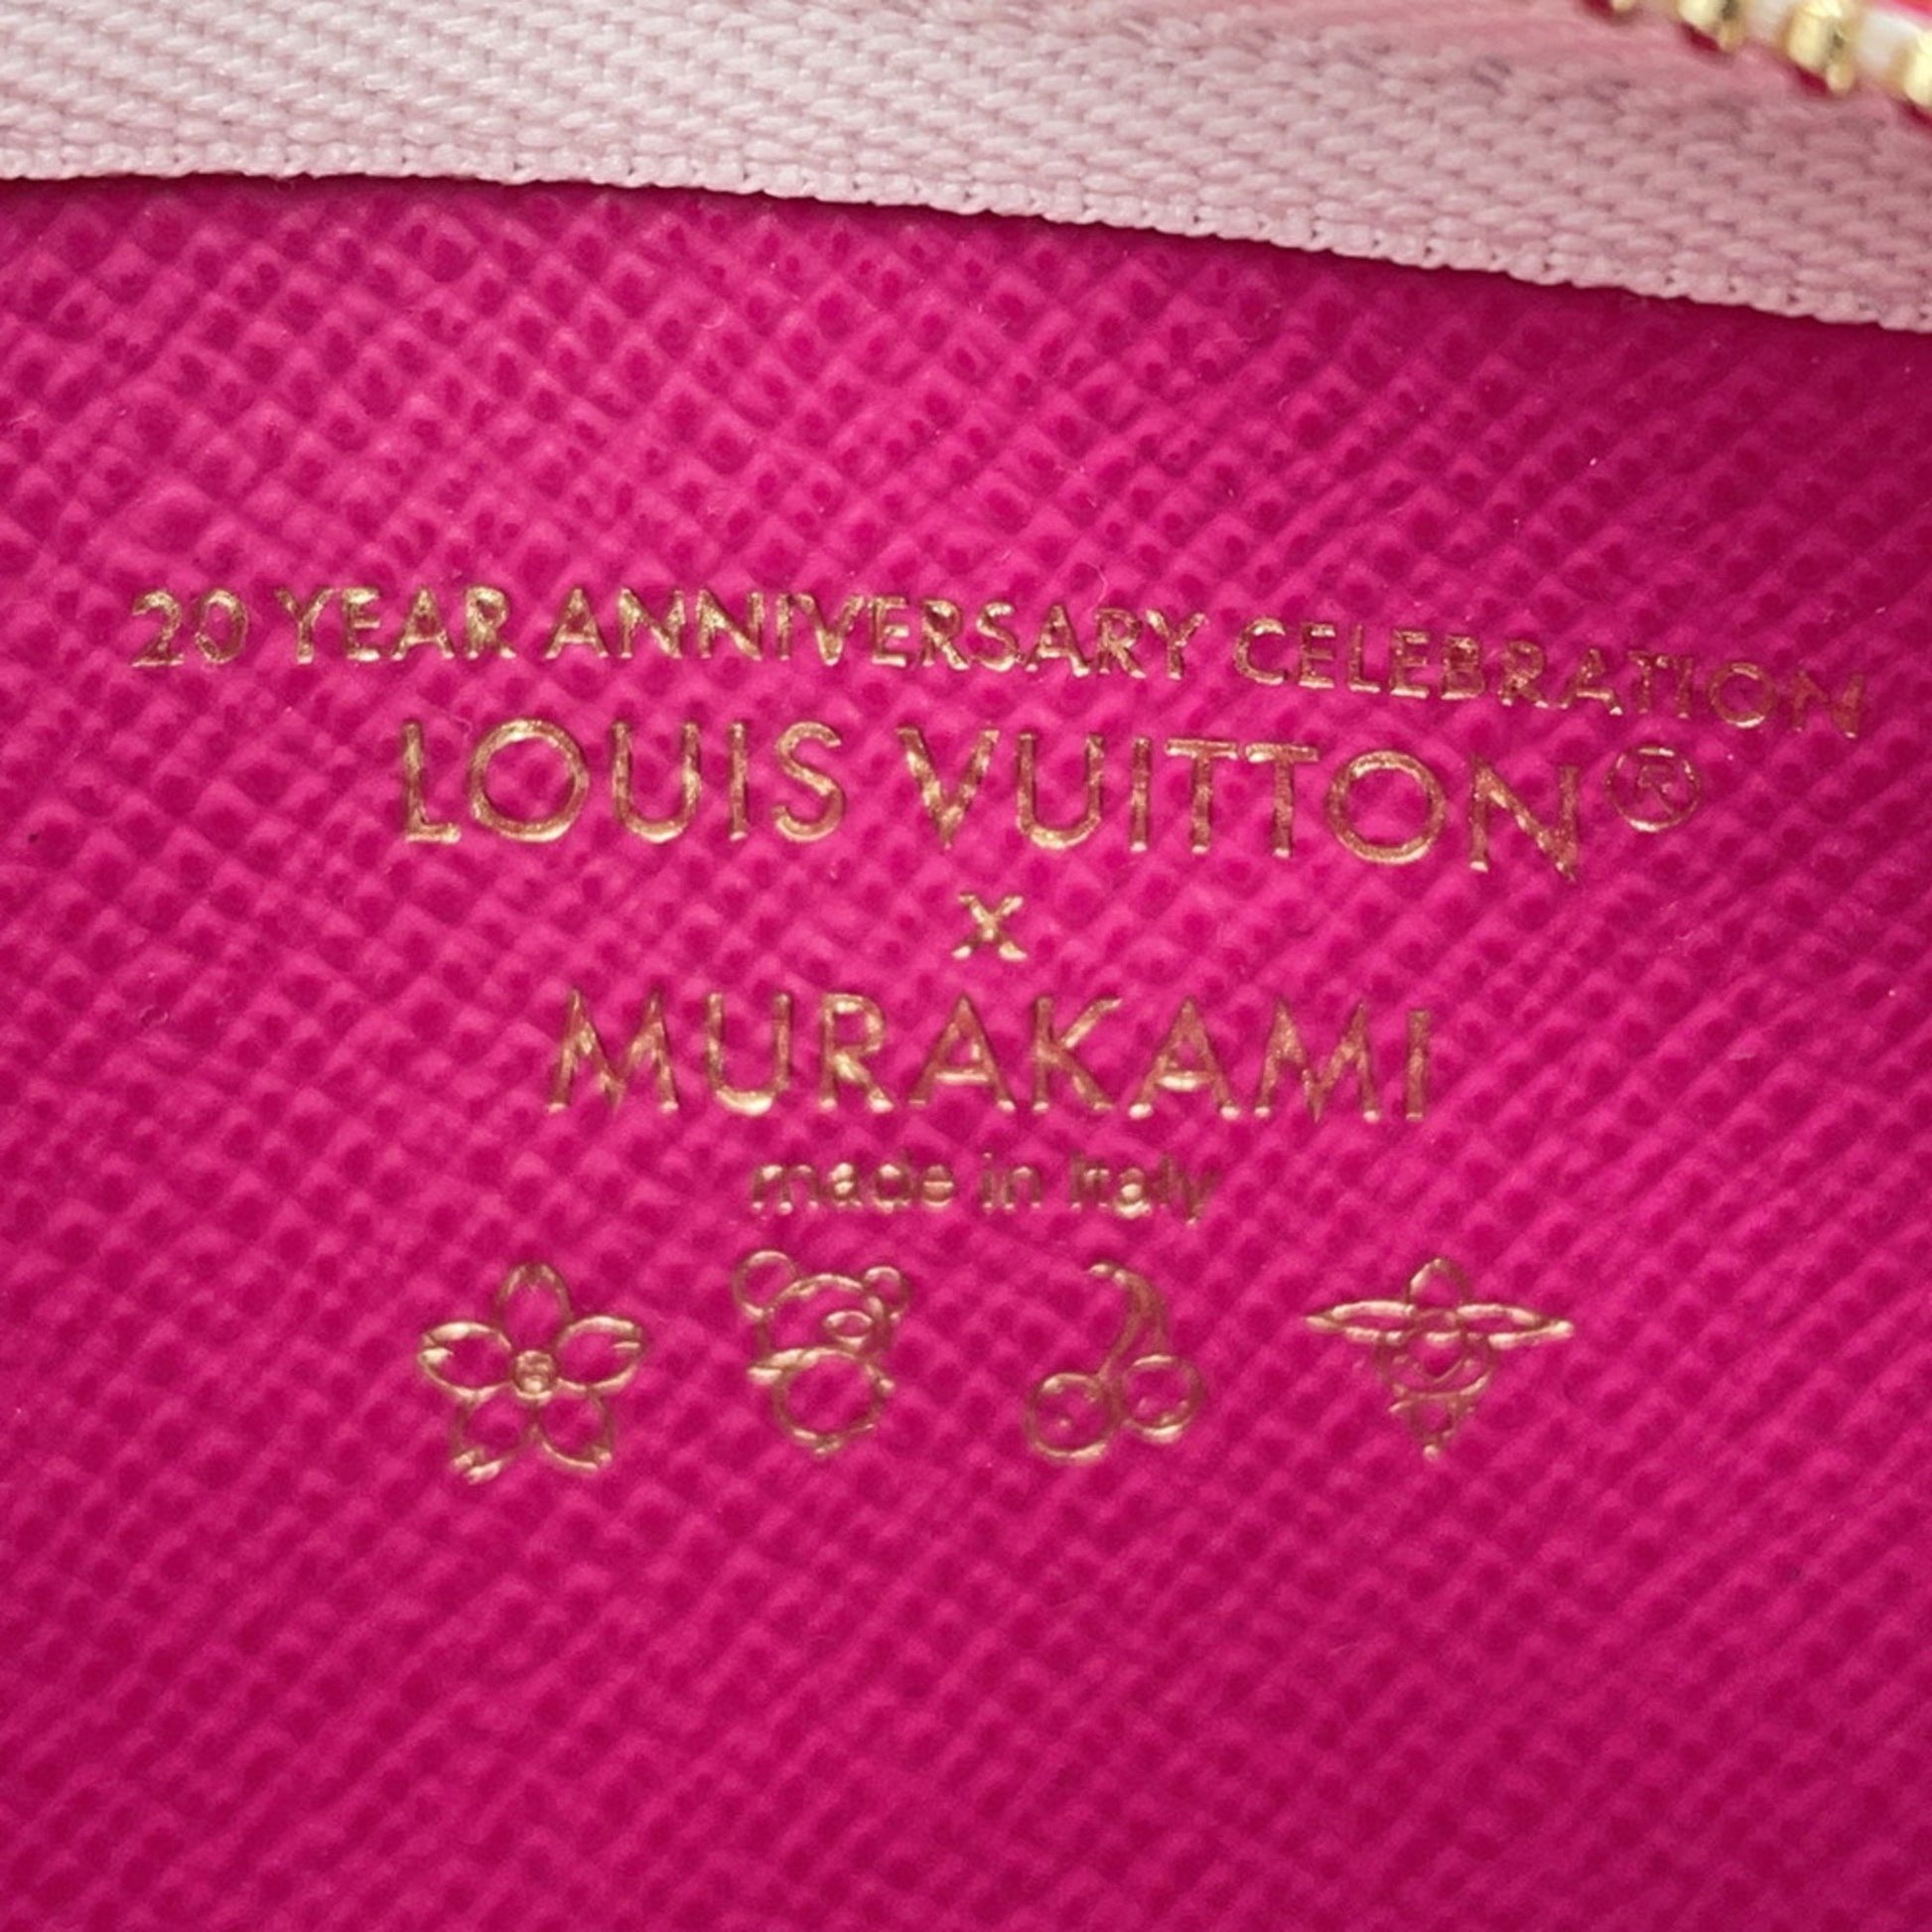 20 YEAR ANNIVERSARY CELEBRATION
LOUIS VUITTON®
x
MURAKAMI
made in Italy